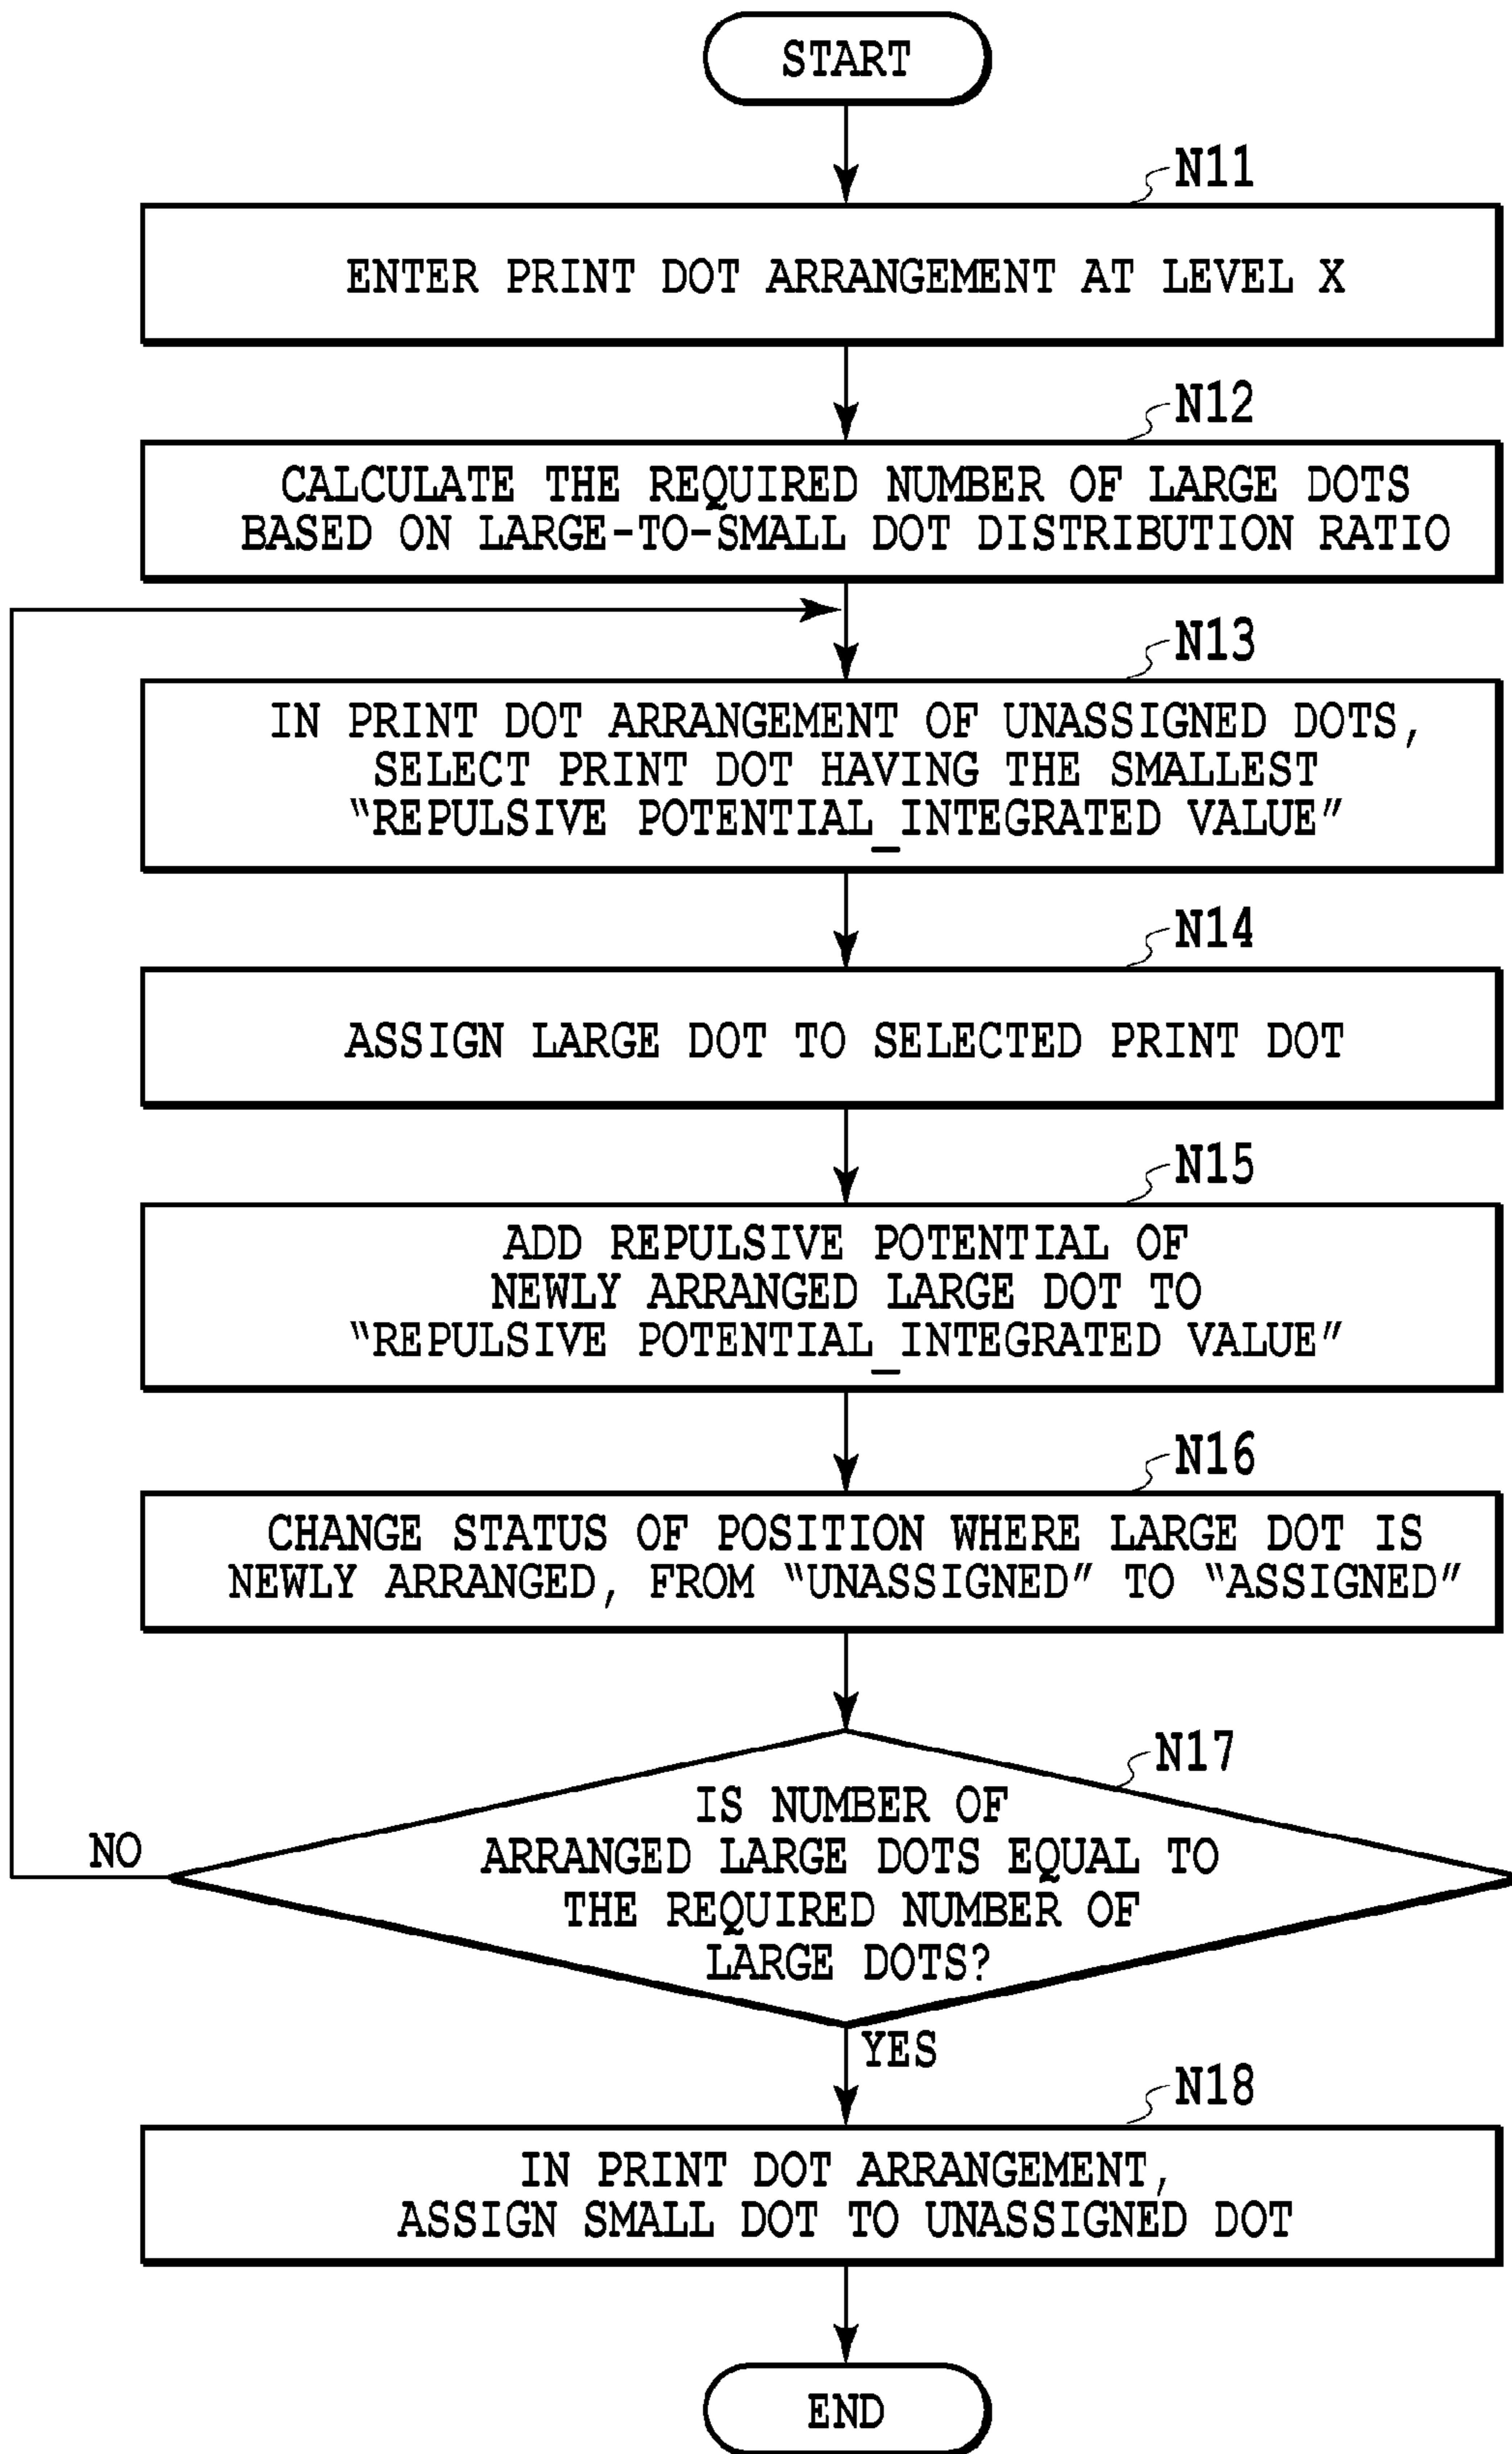 START
N11
ENTER PRINT DOT ARRANGEMENT AT LEVEL X
N12
CALCULATE THE REQUIRED NUMBER OF LARGE DOTS
BASED ON LARGE-TO-SMALL DOT DISTRIBUTION RATIO
N13
IN PRINT DOT ARRANGEMENT OF UNASSIGNED DOTS,
SELECT PRINT DOT HAVING THE SMALLEST
“REPULSIVE POTENTIAL_INTEGRATED VALUE”
N14
ASSIGN LARGE DOT TO SELECTED PRINT DOT
N15
ADD REPULSIVE POTENTIAL OF
NEWLY ARRANGED LARGE DOT TO
“REPULSIVE POTENTIAL_INTEGRATED VALUE”
N16
CHANGE STATUS OF POSITION WHERE LARGE DOT IS
NEWLY ARRANGED, FROM “UNASSIGNED” TO “ASSIGNED”
N17
IS NUMBER OF
ARRANGED LARGE DOTS EQUAL TO
THE REQUIRED NUMBER OF
LARGE DOTS?
NO
YES
N18
IN PRINT DOT ARRANGEMENT,
ASSIGN SMALL DOT TO UNASSIGNED DOT
END